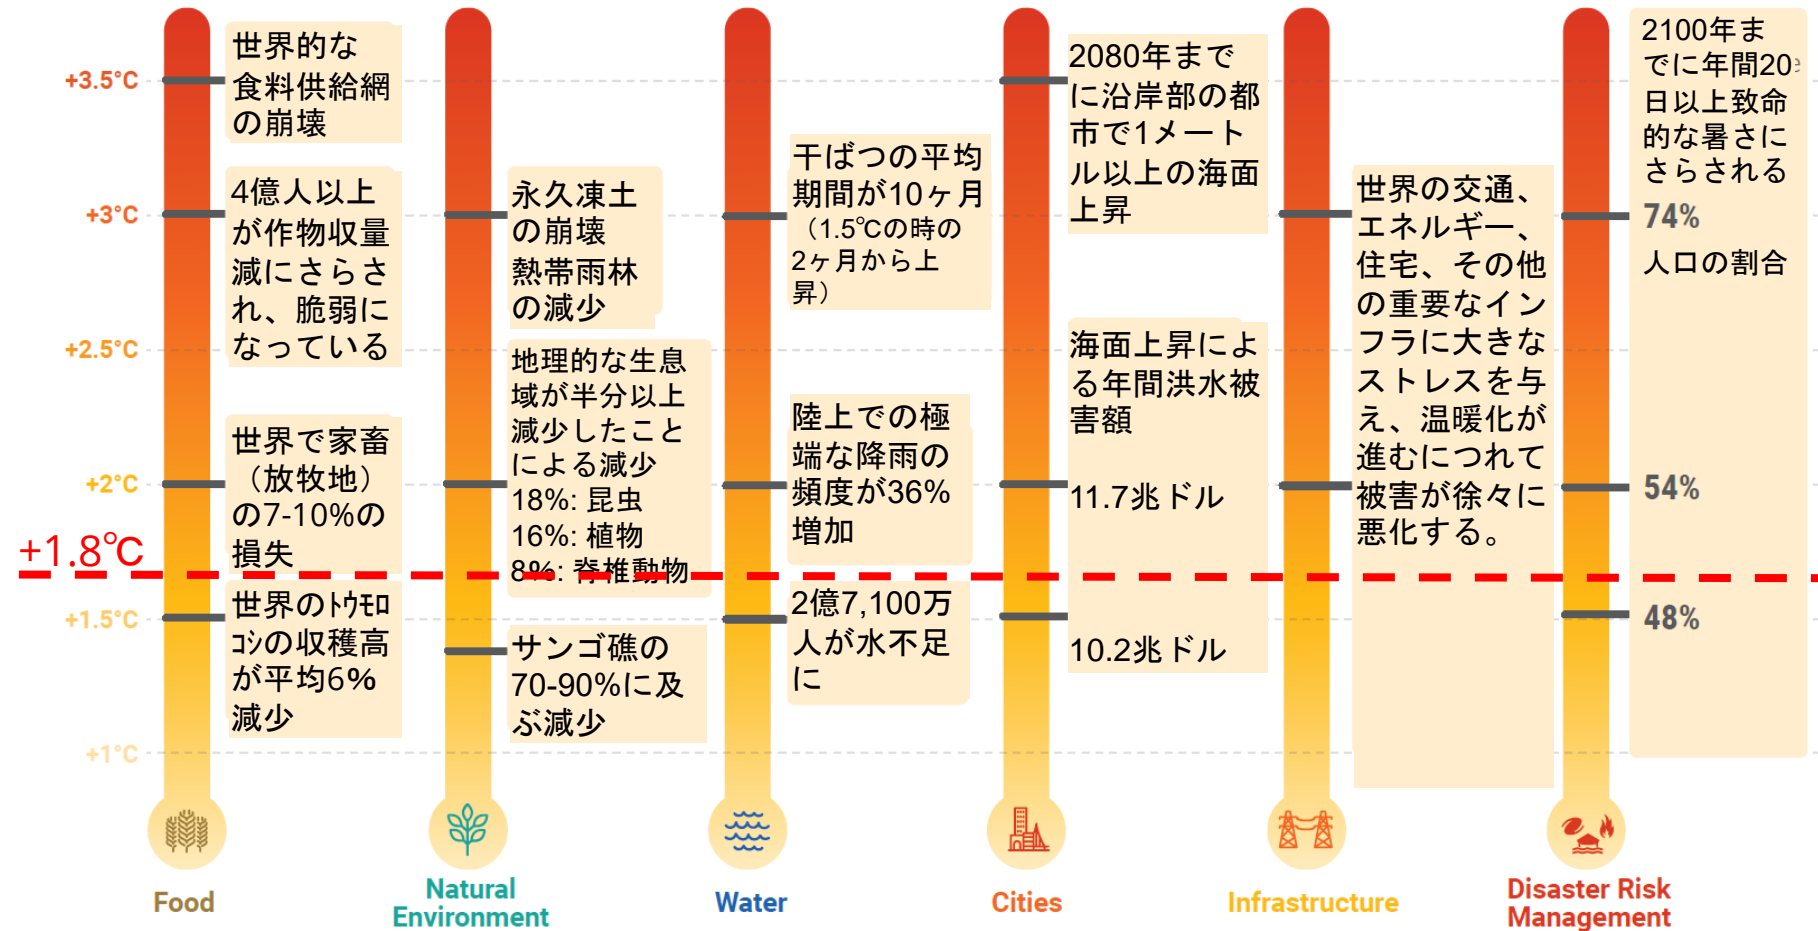 +3.5°C
+3°C
+2.5°C
+2°C
+1.8℃
+1.5°C
+1°C
世界的な
食料供給網
の崩壊
4億人以上
が作物収量
減にさらさ
れ、脆弱に
なっている
世界で家畜
（放牧地）
の7-10%の
損失
世界のﾄｳﾓﾛ
ｺｼの収穫高
が平均6%
減少
永久凍土
の崩壊
熱帯雨林
の減少
地理的な生息
域が半分以上
減少したこと
による減少
18%: 昆虫
16%: 植物
8%: 脊椎動物
サンゴ礁の
70-90%に及
ぶ減少
干ばつの平均
期間が10ヶ月
（1.5℃の時の
2ヶ月から上
昇）
陸上での極
端な降雨の
頻度が36%
増加
2億7,100万
人が水不足
に
2080年まで
に沿岸部の都
市で1メート
ル以上の海面
上昇
海面上昇によ
る年間洪水被
害額
11.7兆ドル
10.2兆ドル
世界の交通、
エネルギー、
住宅、その他
の重要なイン
フラに大きな
ストレスを与
え、温暖化が
進むにつれて
被害が徐々に
悪化する。
2100年ま
でに年間20
日以上致命
的な暑さに
さらされる
74%
人口の割合
54%
48%
Food
Natural
Environment
Water
Cities
Infrastructure
Disaster Risk
Management